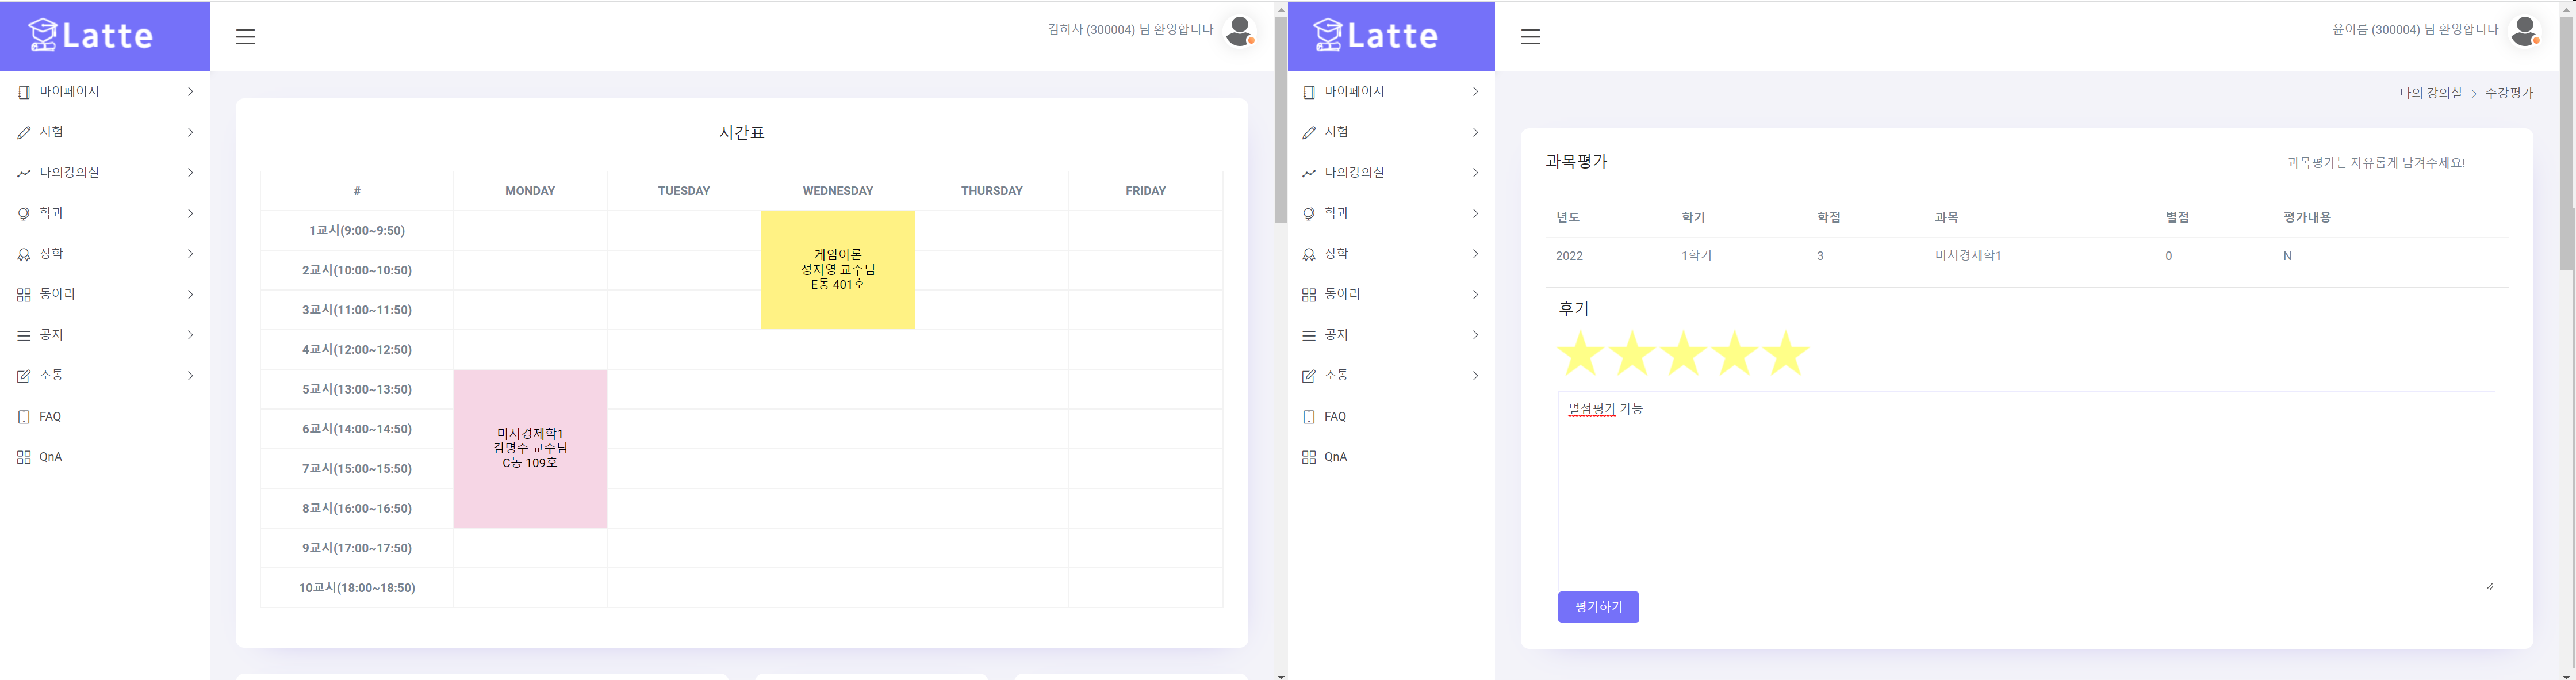 Latte
김히사 (300004) 님 환영합니다
마이페이지
시험
나의강의실
학과
장학
동아리
공지
소통
FAQ
QnA
시간표
# MONDAY TUESDAY WEDNESDAY THURSDAY FRIDAY
1교시(9:00~9:50)
2교시(10:00~10:50)
3교시(11:00~11:50)
4교시(12:00~12:50)
5교시(13:00~13:50)
6교시(14:00~14:50)
7교시(15:00~15:50)
8교시(16:00~16:50)
9교시(17:00~17:50)
10교시(18:00~18:50)
게임이론
정지영 교수님
E동 401호
미시경제학1
김명수 교수님
C동 109호
Latte
윤이름 (300004) 님 환영합니다
마이페이지
시험
나의강의실
학과
장학
동아리
공지
소통
FAQ
QnA
나의 강의실 > 수강평가
과목평가
과목평가는 자유롭게 남겨주세요!
년도 학기 학점 과목 별점 평가내용
2022 1학기 3 미시경제학1 0 N
후기
별점평가 가능
평가하기